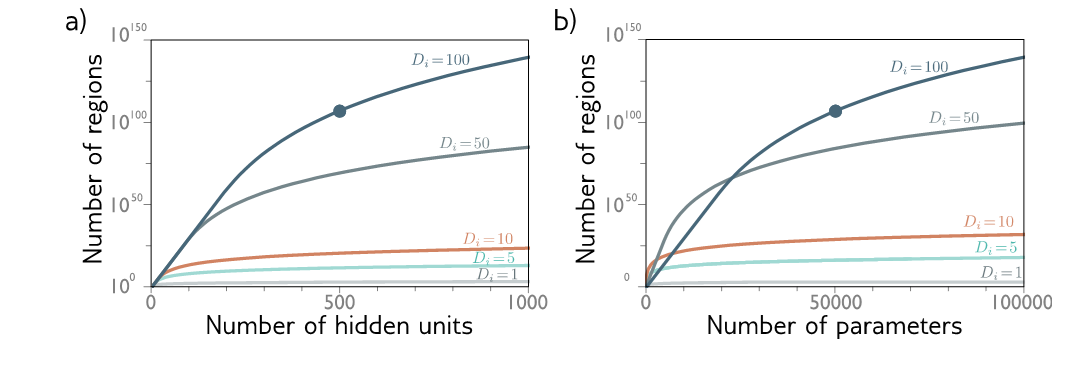 a)
10^150
10^100
10^50
10^0
Number of regions
D_i=100
D_i=50
D_i=10
D_i=5
D_i=1
0
500
1000
Number of hidden units
b)
10^150
10^100
10^50
0
Number of regions
D_i=100
D_i=50
D_i=10
D_i=5
D_i=1
0
50000
100000
Number of parameters